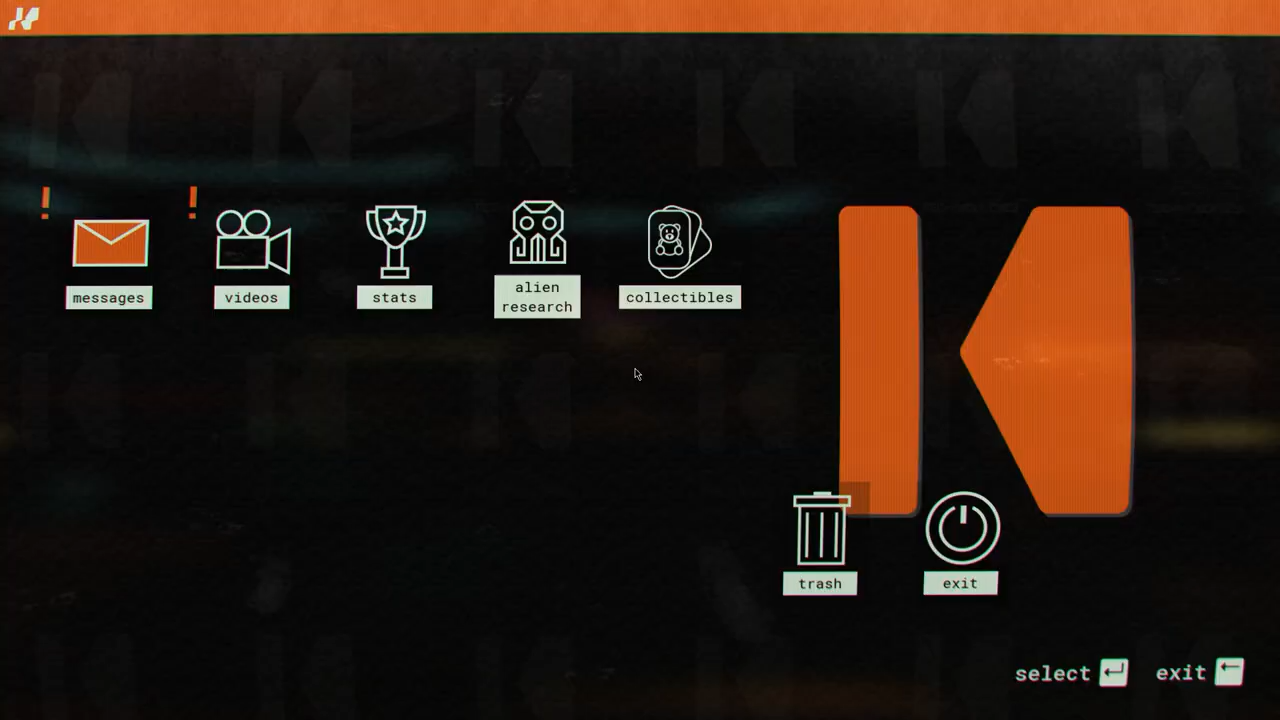 !
!
messages
videos
stats
alien
research
collectibles
trash
exit
select
exit